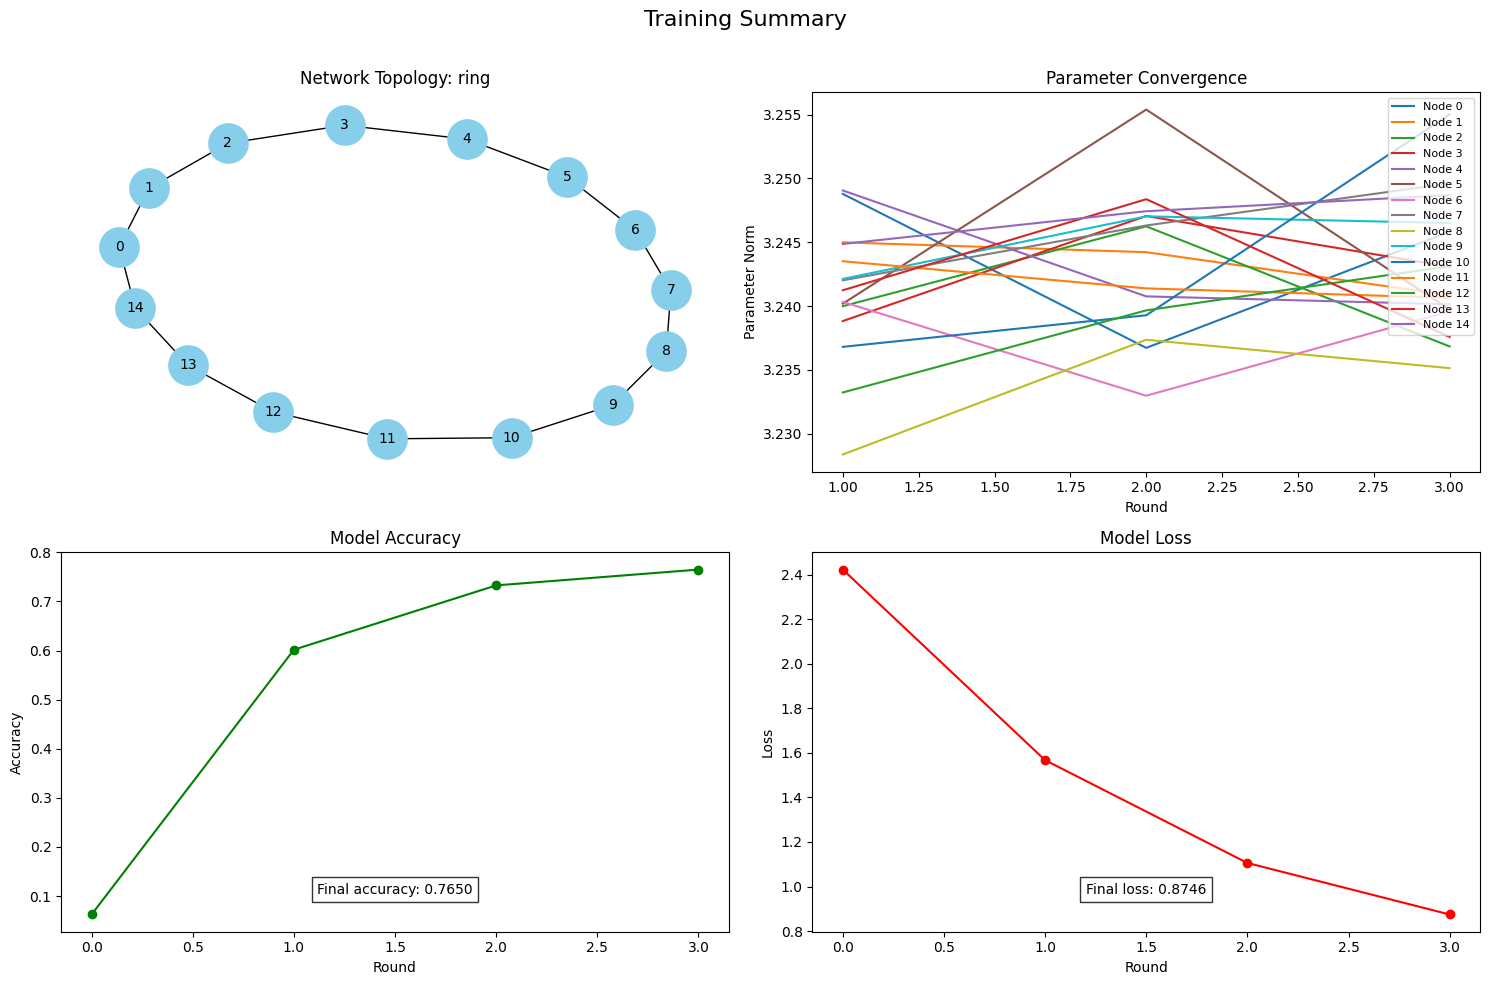 Training Summary
Network Topology: ring
3
2
4
5
1
6
0
7
14
8
13
9
12
11
10
Parameter Convergence
Parameter Norm
3.255
3.250
3.245
3.240
3.235
3.230
1.00 1.25 1.50 1.75 2.00 2.25 2.50 2.75 3.00
Round
Node 0
Node 1
Node 2
Node 3
Node 4
Node 5
Node 6
Node 7
Node 8
Node 9
Node 10
Node 11
Node 12
Node 13
Node 14
Model Accuracy
Accuracy
0.8
0.7
0.6
0.5
0.4
0.3
0.2
0.1
Final accuracy: 0.7650
0.0 0.5 1.0 1.5 2.0 2.5 3.0
Round
Model Loss
Loss
2.4
2.2
2.0
1.8
1.6
1.4
1.2
1.0
0.8
Final loss: 0.8746
0.0 0.5 1.0 1.5 2.0 2.5 3.0
Round